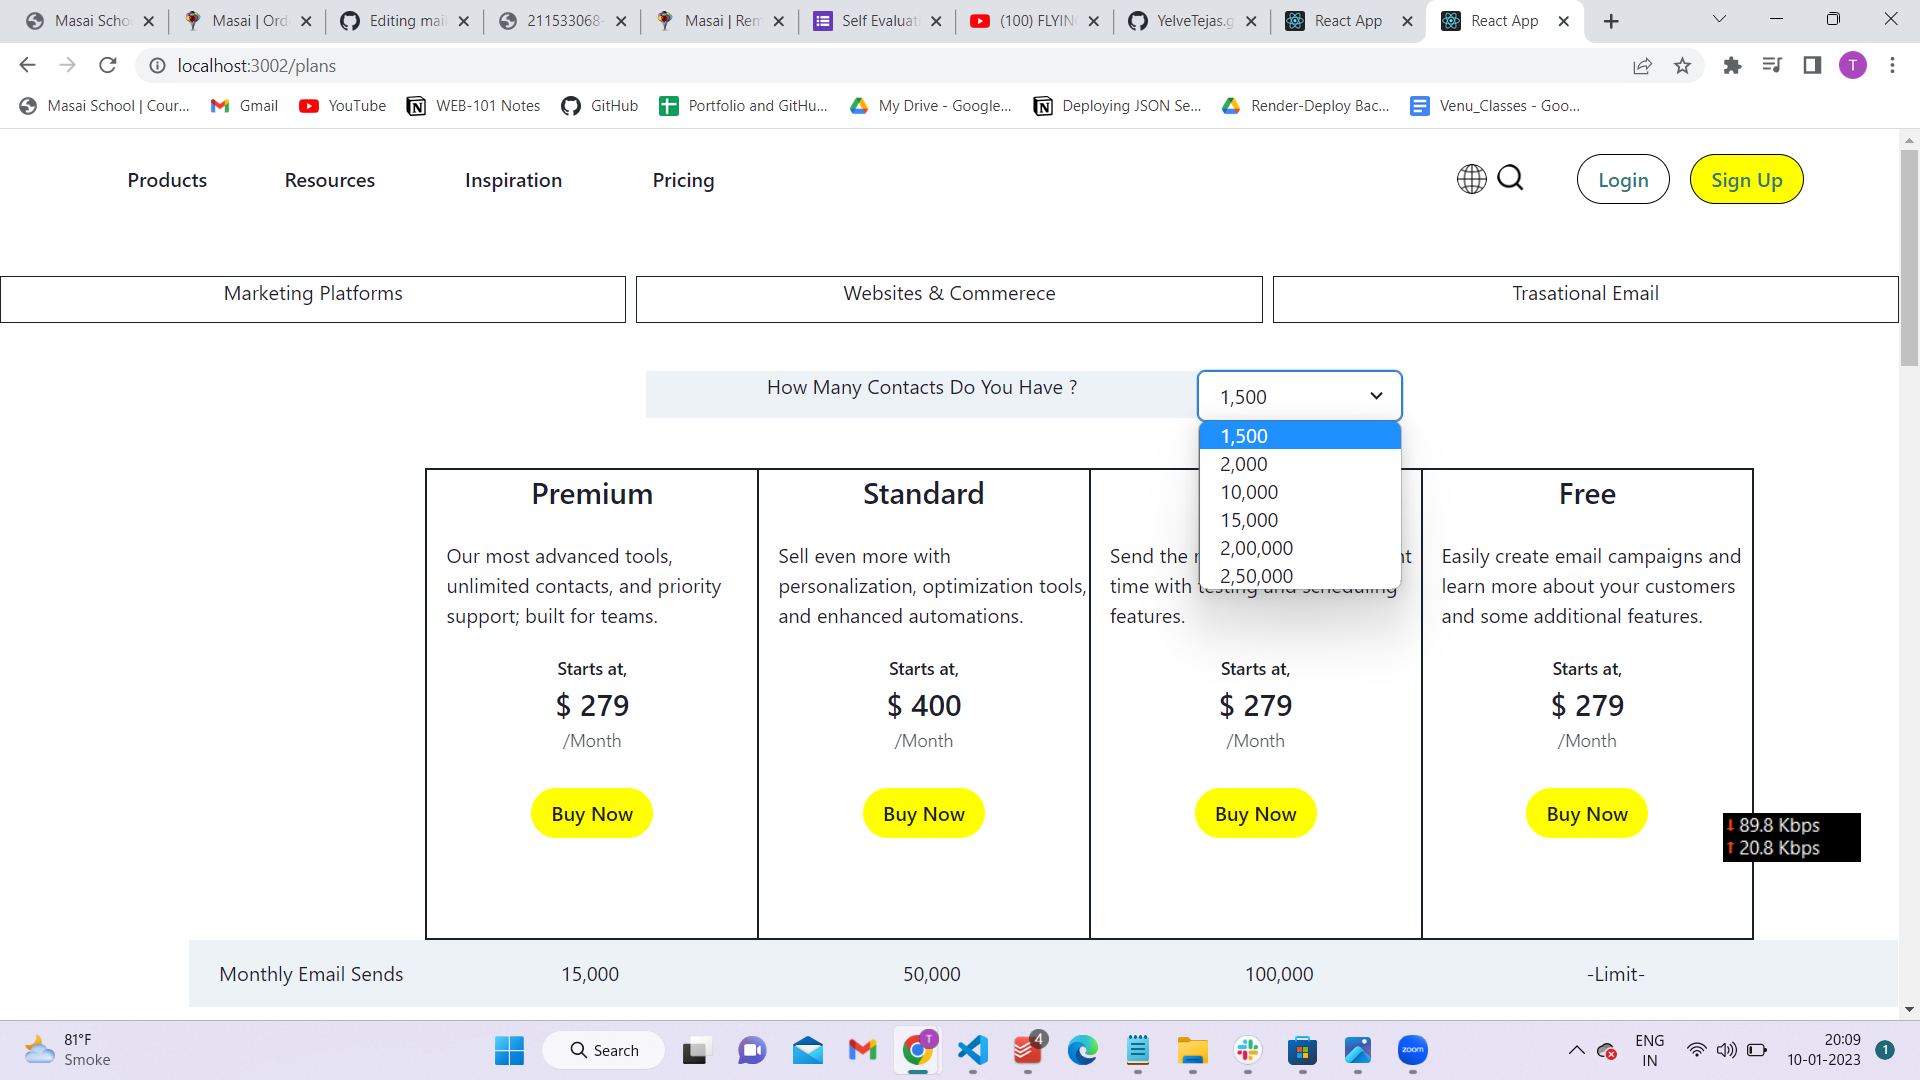 Masai Scho
Masai | Ord
Editing mail
211533068-
Masai | Rem
Self Evaluat
(100) FLYIN
YelveTejas.g
React App
React App
localhost:3002/plans
T
Masai School | Cour...
Gmail
YouTube
WEB-101 Notes
GitHub
Portfolio and GitHu...
My Drive - Google...
Deploying JSON Se...
Render-Deploy Bac...
Venu_Classes - Goo...
Products
Resources
Inspiration
Pricing
Login
Sign Up
Marketing Platforms
Websites & Commerece
Trasational Email
How Many Contacts Do You Have ?
1,500
1,500
2,000
10,000
15,000
2,00,000
2,50,000
Premium
Our most advanced tools,
unlimited contacts, and priority
support; built for teams.
Starts at,
$ 279
/Month
Buy Now
Standard
Sell even more with
personalization, optimization tools,
and enhanced automations.
Starts at,
$ 400
/Month
Buy Now
Send the
time with testing and scheduling
features.
Starts at,
$ 279
/Month
Buy Now
Free
Easily create email campaigns and
learn more about your customers
and some additional features.
Starts at,
$ 279
/Month
Buy Now
89.8 Kbps
20.8 Kbps
Monthly Email Sends
15,000
50,000
100,000
-Limit-
81°F
Smoke
Search
T
4
zoom
ENG
IN
20:09
10-01-2023
1